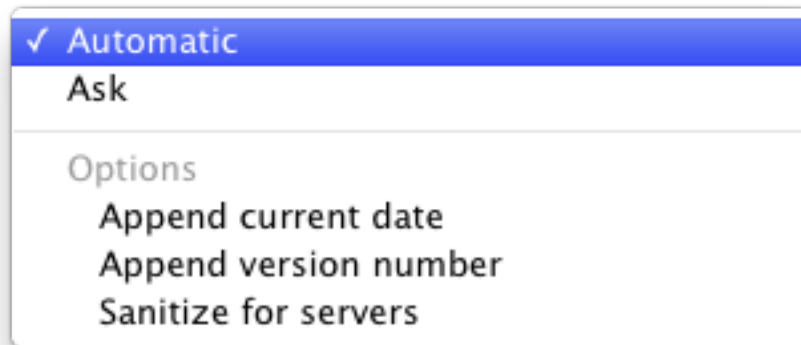 ✓ Automatic
Ask
Options
Append current date
Append version number
Sanitize for servers